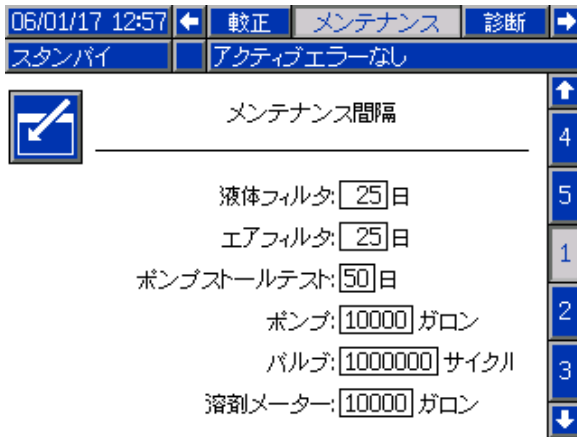 06/01/17 12:57 較正 メンテナンス 診断
スタンバイ アクティブエラーなし
メンテナンス間隔
4
液体フィルタ: 25 日
5
エアフィルタ: 25 日
1
ポンプストールテスト: 50 日
ポンプ: 10000 ガロン
2
バルブ: 1000000 サイクル
3
溶剤メーター: 10000 ガロン